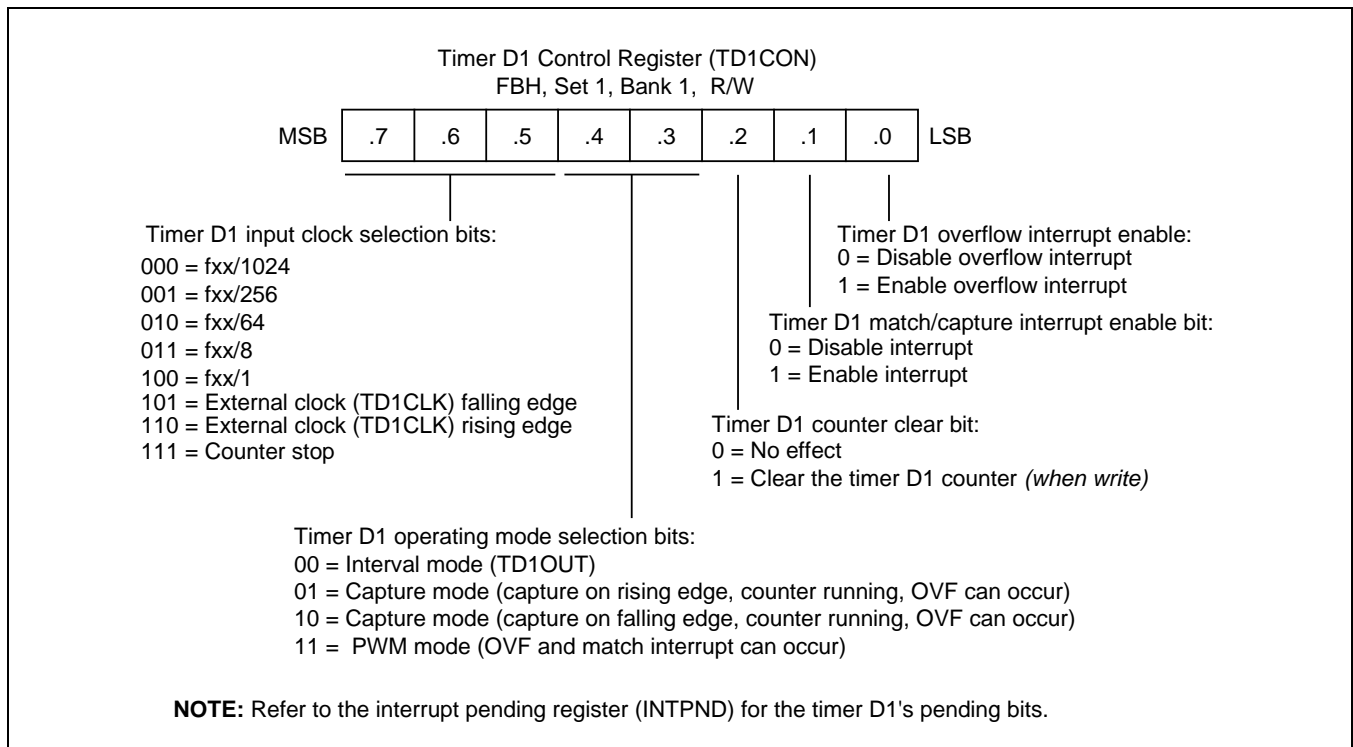 Timer D1 Control Register (TD1CON)
FBH, Set 1, Bank 1, R/W
MSB .7 .6 .5 .4 .3 .2 .1 .0 LSB
Timer D1 input clock selection bits:
000 = fxx/1024
001 = fxx/256
010 = fxx/64
011 = fxx/8
100 = fxx/1
101 = External clock (TD1CLK) falling edge
110 = External clock (TD1CLK) rising edge
111 = Counter stop
Timer D1 overflow interrupt enable:
0 = Disable overflow interrupt
1 = Enable overflow interrupt
Timer D1 match/capture interrupt enable bit:
0 = Disable interrupt
1 = Enable interrupt
Timer D1 counter clear bit:
0 = No effect
1 = Clear the timer D1 counter (when write)
Timer D1 operating mode selection bits:
00 = Interval mode (TD1OUT)
01 = Capture mode (capture on rising edge, counter running, OVF can occur)
10 = Capture mode (capture on falling edge, counter running, OVF can occur)
11 = PWM mode (OVF and match interrupt can occur)
NOTE: Refer to the interrupt pending register (INTPND) for the timer D1's pending bits.